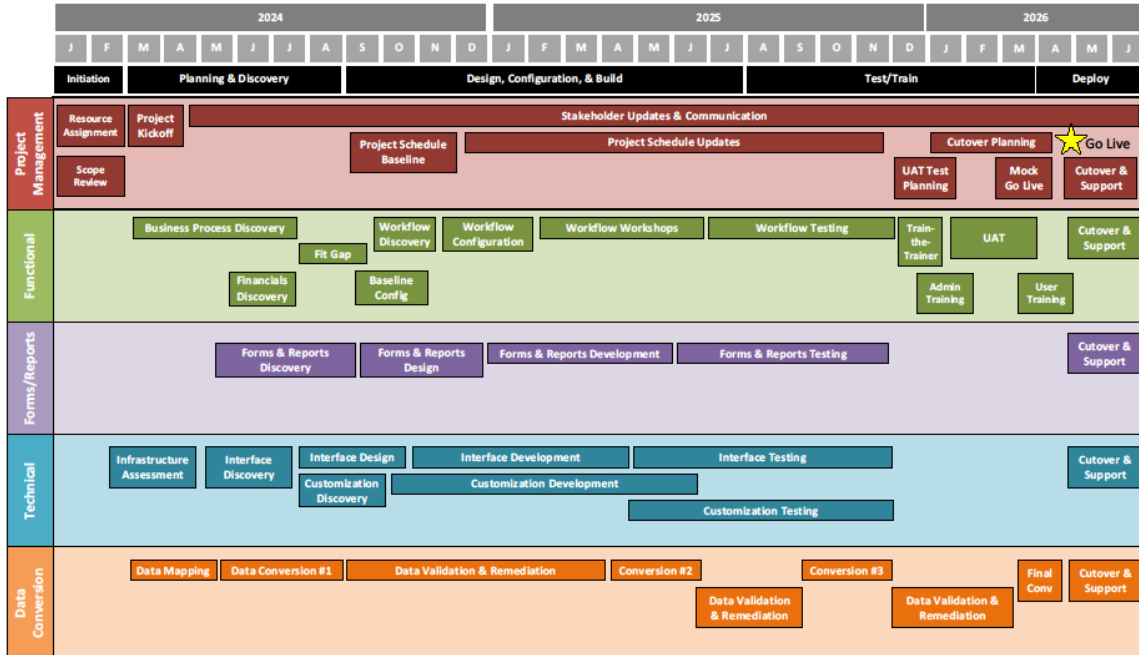 2024 2025 2026
J F M A M J J A S O N D J F M A M J J A S O N D J F M A M J
Initiation Planning & Discovery Design, Configuration, & Build Test/Train Deploy
Project
Management
Resource
Assignment
Project
Kickoff
Stakeholder Updates & Communication
Scope
Review
Project Schedule
Baseline
Project Schedule Updates
Cutover Planning
Go Live
UAT Test
Planning
Mock
Go Live
Cutover &
Support
Functional
Business Process Discovery
Fit Gap
Financials
Discovery
Workflow
Discovery
Baseline
Config
Workflow
Configuration
Workflow Workshops
Workflow Testing
Train-
the-
Trainer
UAT
Admin
Training
User
Training
Cutover &
Support
Forms/Reports
Forms & Reports
Discovery
Forms & Reports
Design
Forms & Reports Development
Forms & Reports Testing
Cutover &
Support
Technical
Infrastructure
Assessment
Interface
Discovery
Interface Design
Interface Development
Interface Testing
Customization
Discovery
Customization Development
Customization Testing
Cutover &
Support
Data
Conversion
Data Mapping
Data Conversion #1
Data Validation & Remediation
Conversion #2
Data Validation
& Remediation
Conversion #3
Data Validation &
Remediation
Final
Conv
Cutover &
Support